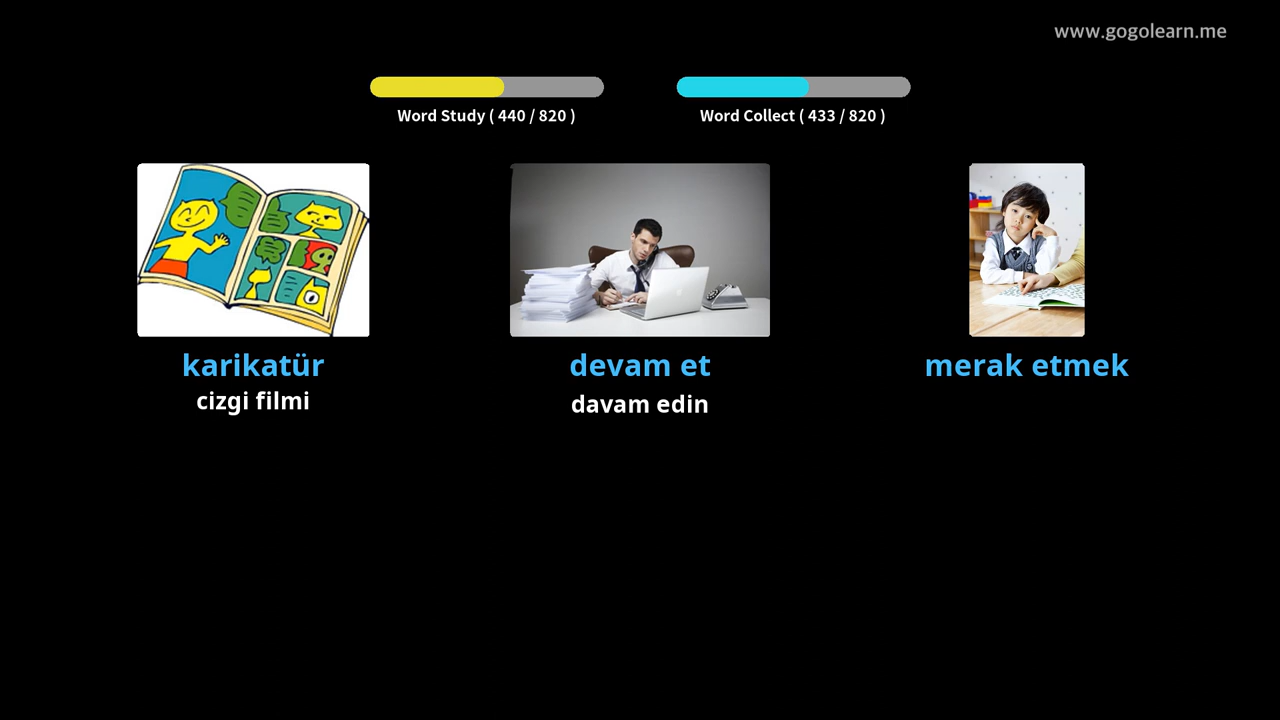 www.gogolearn.me
Word Study ( 440 / 820 )
Word Collect ( 433 / 820 )
karikatür
devam et
merak etmek
cizgi filmi
davam edin